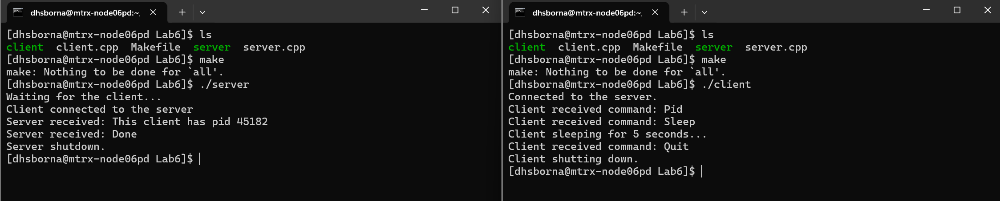 dhsborna@mtrx-node06pd:~
[dhsborna@mtrx-node06pd Lab6]$ ls
client  client.cpp  Makefile  server  server.cpp
[dhsborna@mtrx-node06pd Lab6]$ make
make: Nothing to be done for `all'.
[dhsborna@mtrx-node06pd Lab6]$ ./server
Waiting for the client...
Client connected to the server
Server received: This client has pid 45182
Server received: Done
Server shutdown.
[dhsborna@mtrx-node06pd Lab6]$
dhsborna@mtrx-node06pd:~
[dhsborna@mtrx-node06pd Lab6]$ ls
client  client.cpp  Makefile  server  server.cpp
[dhsborna@mtrx-node06pd Lab6]$ make
make: Nothing to be done for `all'.
[dhsborna@mtrx-node06pd Lab6]$ ./client
Connected to the server.
Client received command: Pid
Client received command: Sleep
Client sleeping for 5 seconds...
Client received command: Quit
Client shutting down.
[dhsborna@mtrx-node06pd Lab6]$